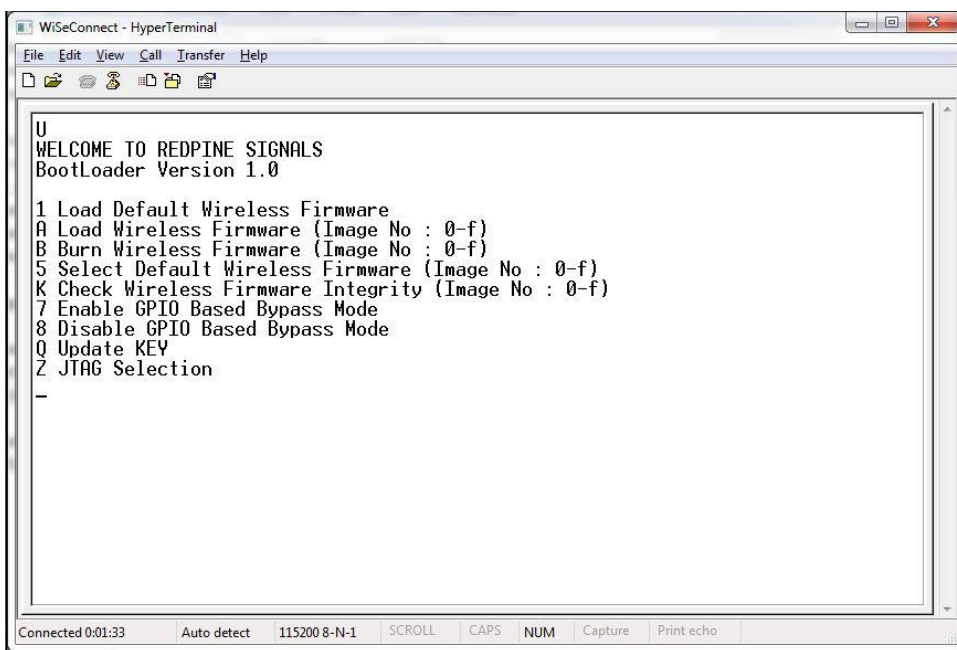 WiSeConnect - HyperTerminal
File Edit View Call Transfer Help
U
WELCOME TO REDPINE SIGNALS
BootLoader Version 1.0
1 Load Default Wireless Firmware
A Load Wireless Firmware (Image No : 0-f)
B Burn Wireless Firmware (Image No : 0-f)
5 Select Default Wireless Firmware (Image No : 0-f)
K Check Wireless Firmware Integrity (Image No : 0-f)
7 Enable GPIO Based Bypass Mode
8 Disable GPIO Based Bypass Mode
Q Update KEY
Z JTAG Selection
_
Connected 0:01:33 Auto detect 115200 8-N-1 SCROLL CAPS NUM Capture Print echo